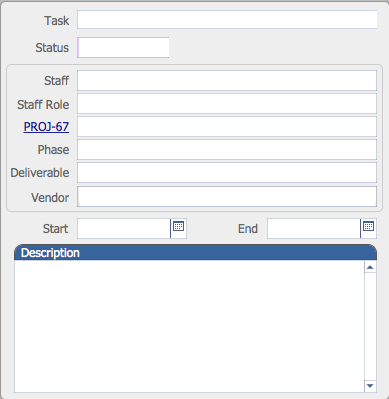 Task
Status
Staff
Staff Role
PROJ-67
Phase
Deliverable
Vendor
Start End
Description